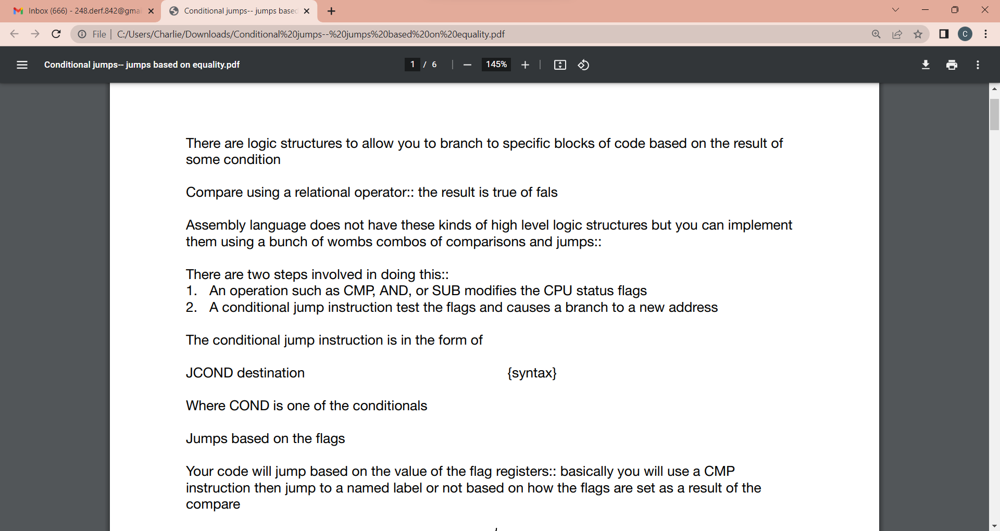 Inbox (666) - 248.derf.842@gmai
Conditional jumps-- jumps based
File | C:/Users/Charlie/Downloads/Conditional%20jumps--%20jumps%20based%20on%20equality.pdf
C
Conditional jumps-- jumps based on equality.pdf
1 / 6
145%
There are logic structures to allow you to branch to specific blocks of code based on the result of
some condition
Compare using a relational operator:: the result is true of fals
Assembly language does not have these kinds of high level logic structures but you can implement
them using a bunch of wombs combos of comparisons and jumps::
There are two steps involved in doing this::
1. An operation such as CMP, AND, or SUB modifies the CPU status flags
2. A conditional jump instruction test the flags and causes a branch to a new address
The conditional jump instruction is in the form of
JCOND destination {syntax}
Where COND is one of the conditionals
Jumps based on the flags
Your code will jump based on the value of the flag registers:: basically you will use a CMP
instruction then jump to a named label or not based on how the flags are set as a result of the
compare